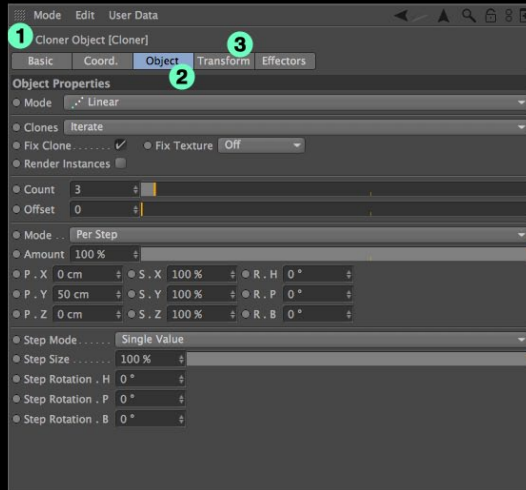 Mode Edit User Data
1 Cloner Object [Cloner]
3
Basic Coord. Object Transform Effectors
2
Object Properties
Mode Linear
Clones Iterate
Fix Clone....... Fix Texture Off
Render Instances
Count 3
Offset 0
Mode .. Per Step
Amount 100 %
P . X 0 cm S . X 100 % R . H 0 °
P . Y 50 cm S . Y 100 % R . P 0 °
P . Z 0 cm S . Z 100 % R . B 0 °
Step Mode...... Single Value
Step Size ....... 100 %
Step Rotation . H 0 °
Step Rotation . P 0 °
Step Rotation . B 0 °